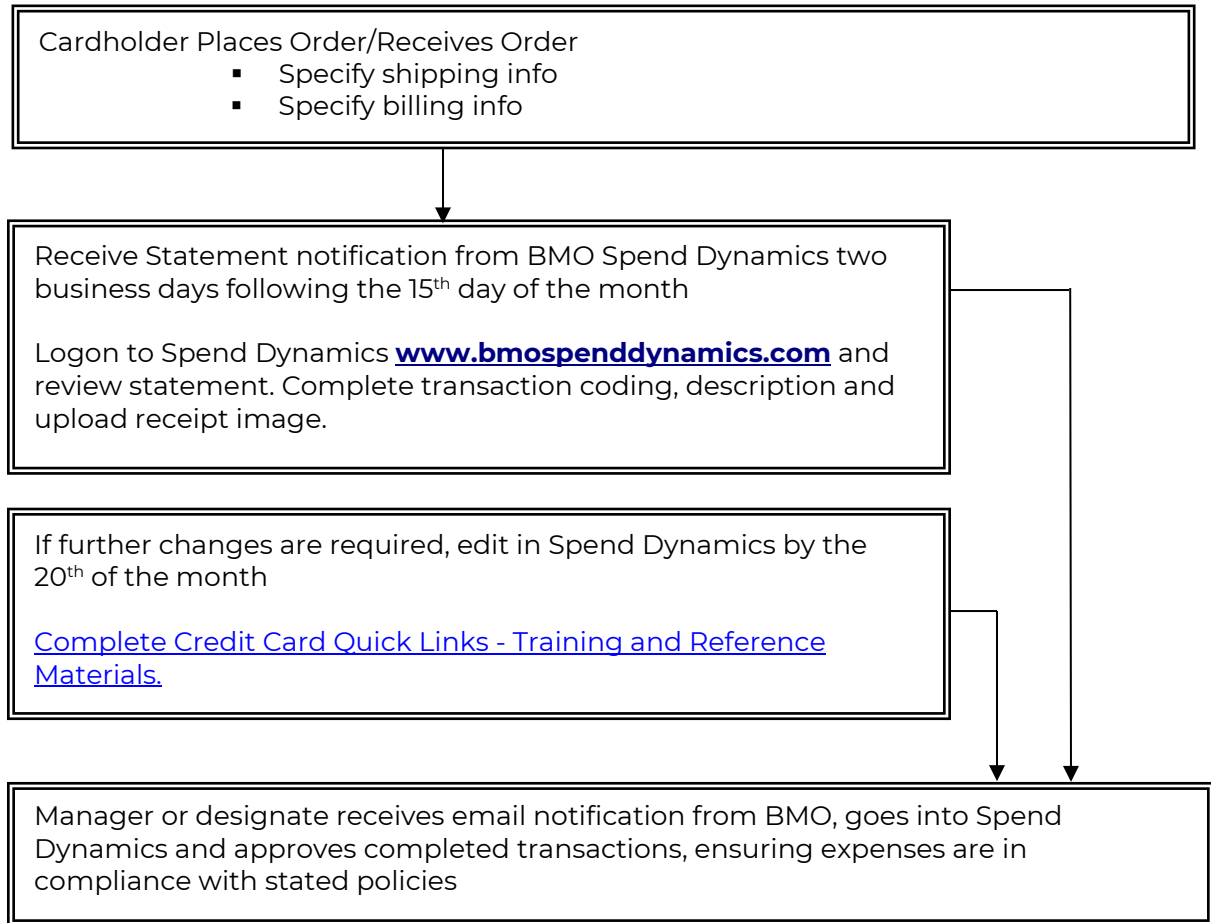 Cardholder Places Order/Receives Order
▪ Specify shipping info
▪ Specify billing info
Receive Statement notification from BMO Spend Dynamics two
business days following the 15th day of the month
Logon to Spend Dynamics www.bmospenddynamics.com and
review statement. Complete transaction coding, description and
upload receipt image.
If further changes are required, edit in Spend Dynamics by the
20th of the month
Complete Credit Card Quick Links - Training and Reference
Materials.
Manager or designate receives email notification from BMO, goes into Spend
Dynamics and approves completed transactions, ensuring expenses are in
compliance with stated policies